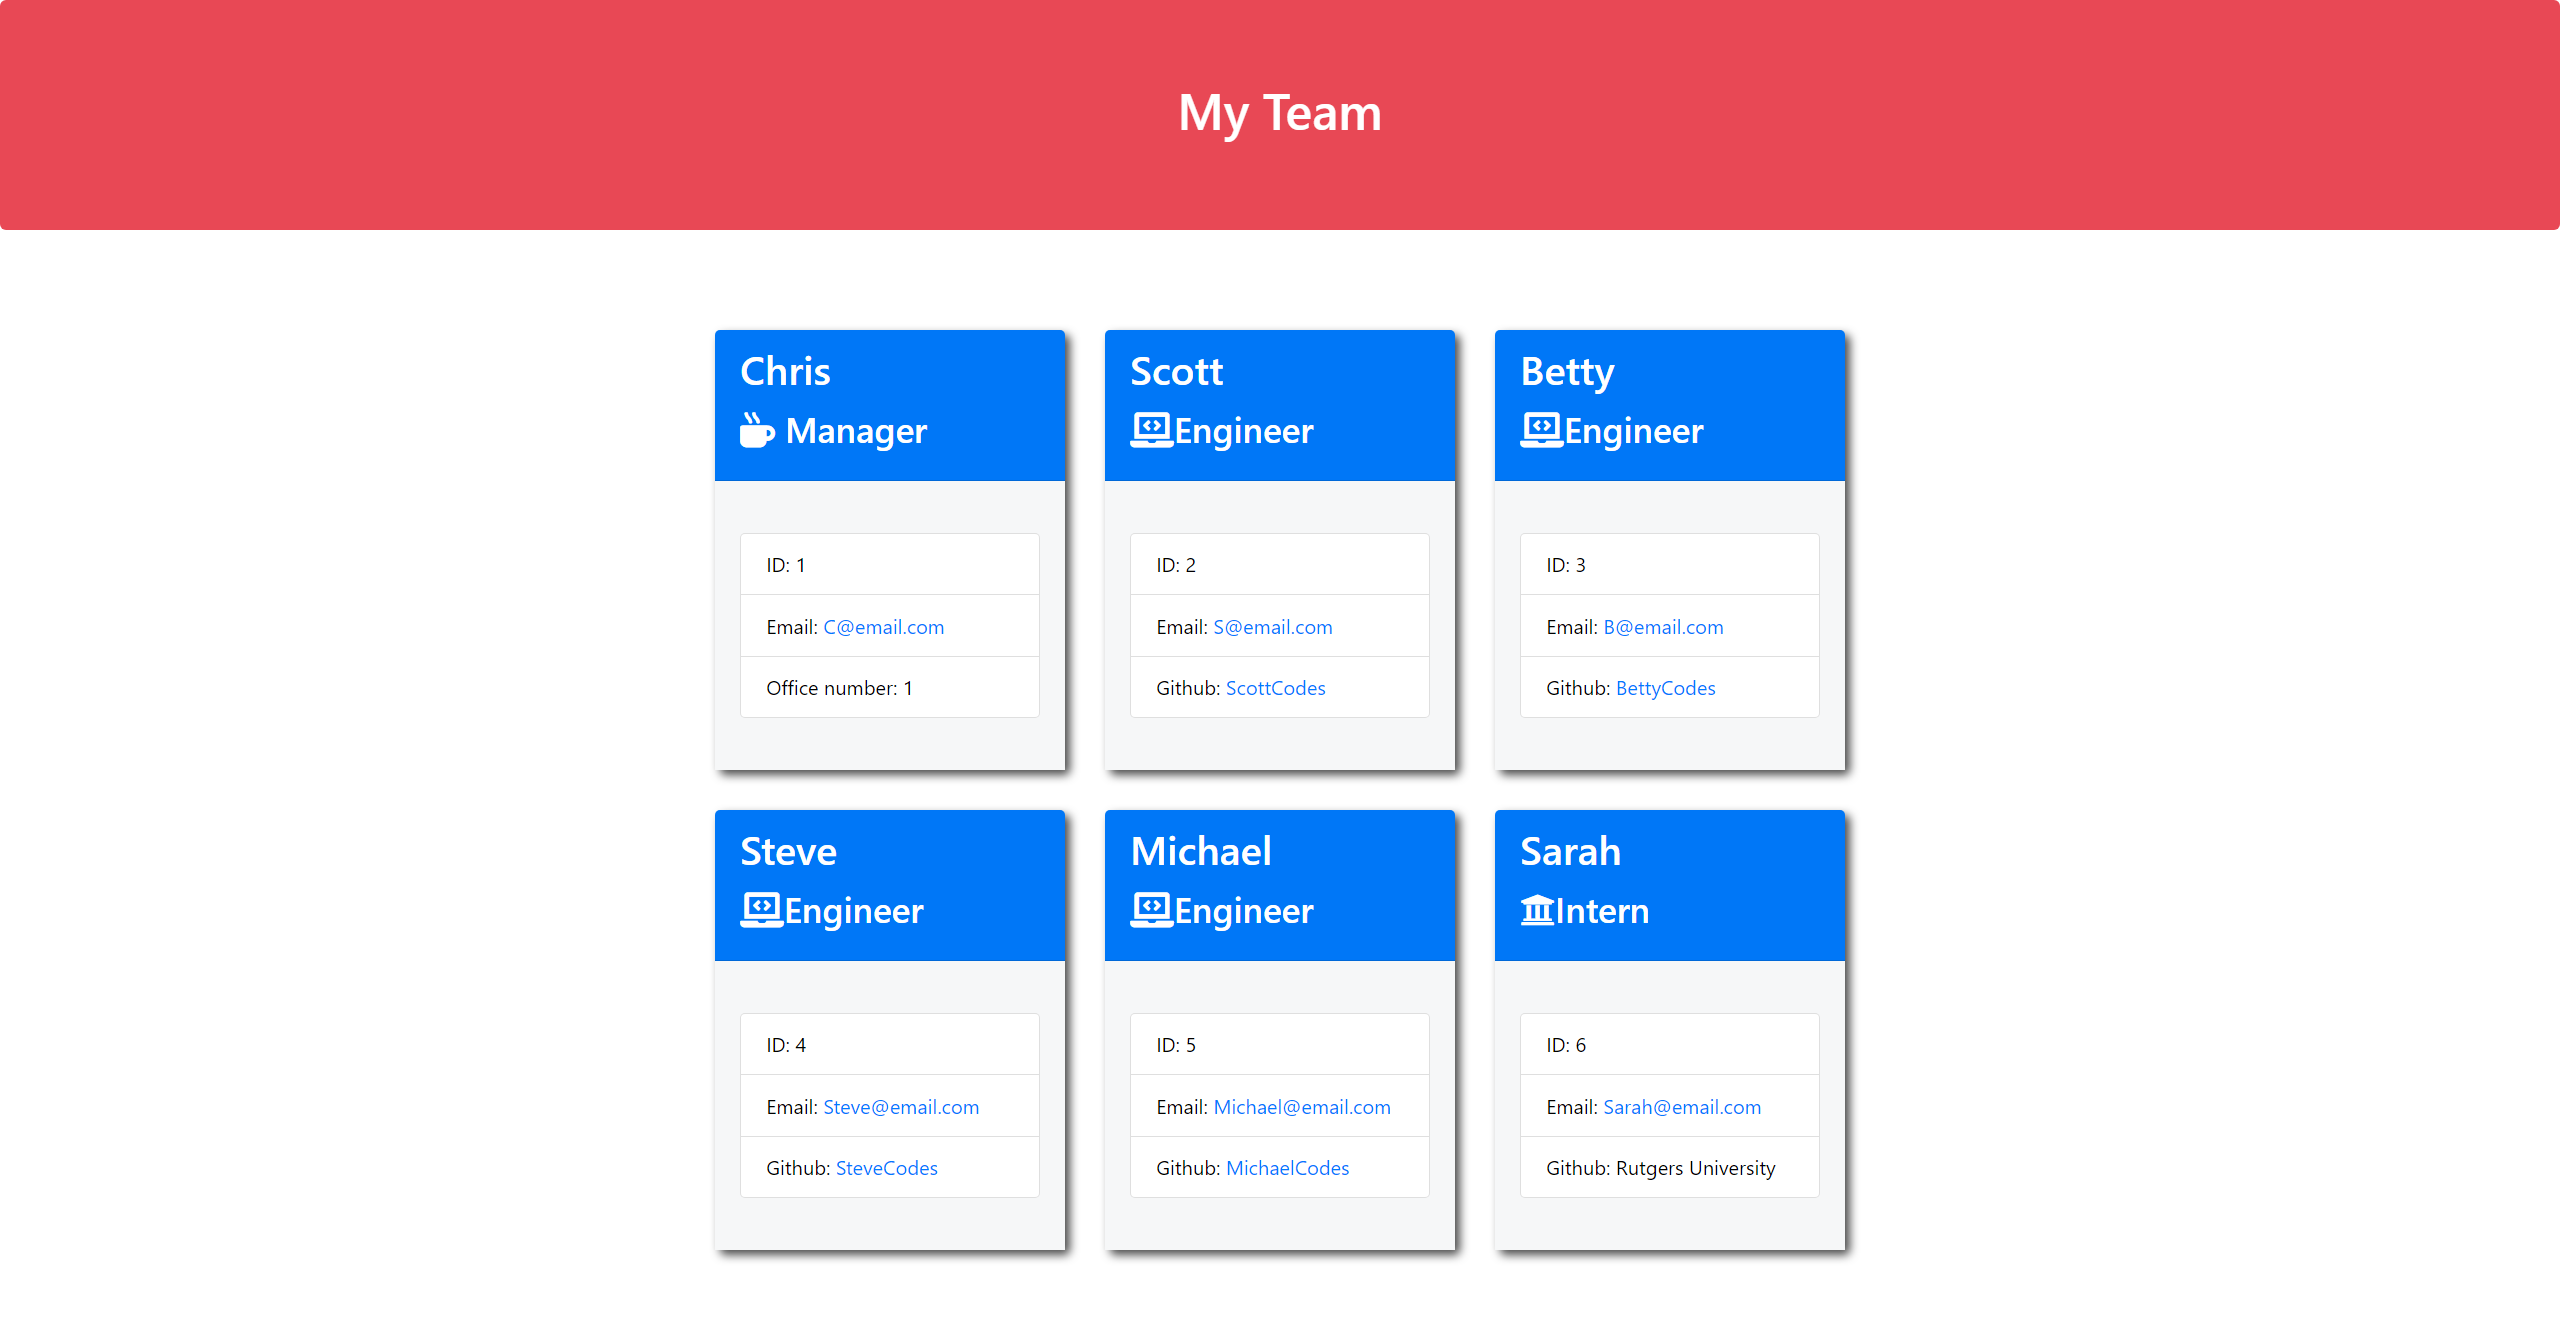 My Team
Chris
Manager
ID: 1
Email: C@email.com
Office number: 1
Scott
Engineer
ID: 2
Email: S@email.com
Github: ScottCodes
Betty
Engineer
ID: 3
Email: B@email.com
Github: BettyCodes
Steve
Engineer
ID: 4
Email: Steve@email.com
Github: SteveCodes
Michael
Engineer
ID: 5
Email: Michael@email.com
Github: MichaelCodes
Sarah
Intern
ID: 6
Email: Sarah@email.com
Github: Rutgers University